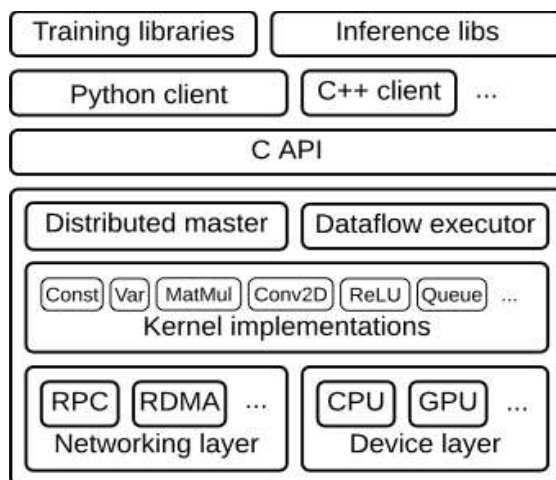 Training libraries Inference libs
Python client C++ client ...
C API
Distributed master Dataflow executor
Const Var MatMul Conv2D ReLU Queue ...
Kernel implementations
RPC RDMA ... CPU GPU ...
Networking layer Device layer